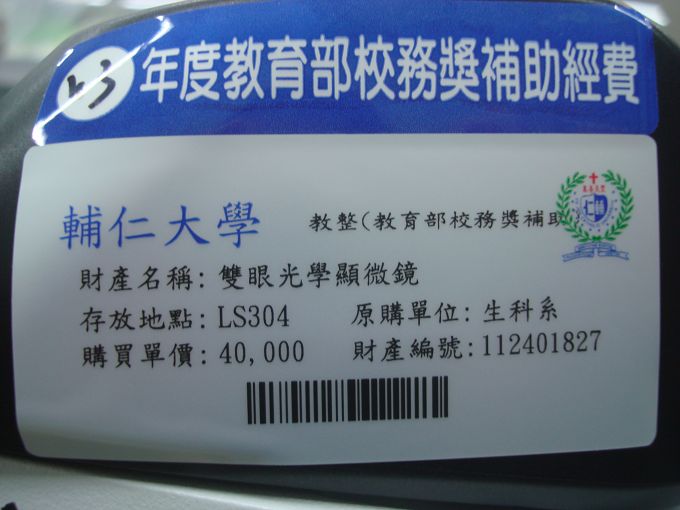 年度教育部校務獎補助經費
輔仁大學 教整(教育部校務獎補助
財產名稱: 雙眼光學顯微鏡
存放地點: LS304 原購單位: 生科系
購買單價: 40,000 財產編號: 112401827